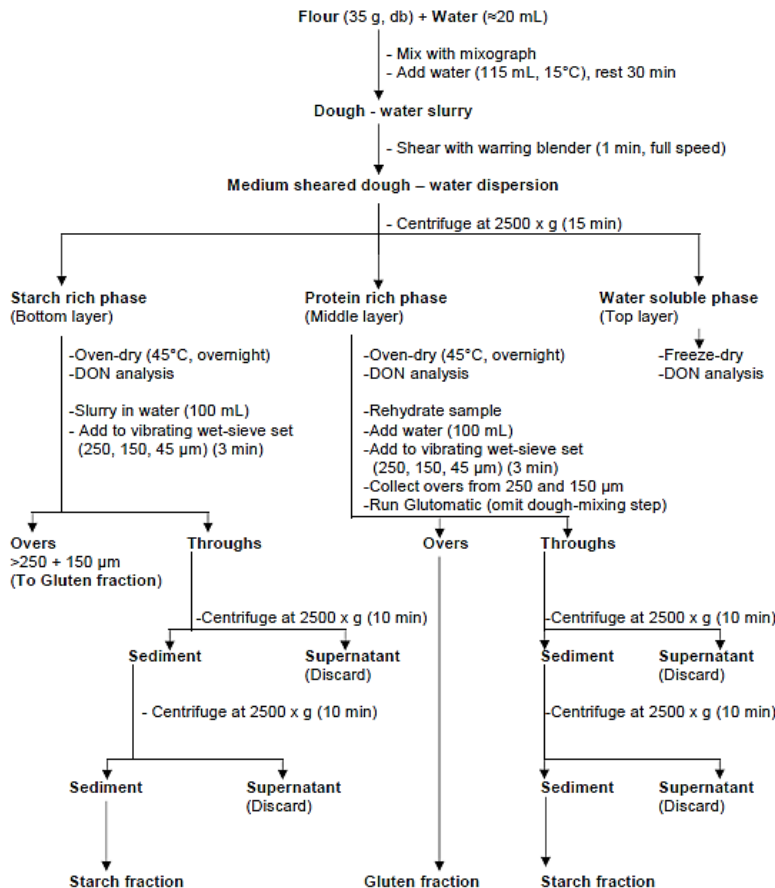 Flour (35 g, db) + Water (≈20 mL)
- Mix with mixograph
- Add water (115 mL, 15°C), rest 30 min
Dough - water slurry
- Shear with warring blender (1 min, full speed)
Medium sheared dough – water dispersion
- Centrifuge at 2500 x g (15 min)
Starch rich phase
(Bottom layer)
Protein rich phase
(Middle layer)
Water soluble phase
(Top layer)
-Oven-dry (45°C, overnight)
-DON analysis
-Slurry in water (100 mL)
- Add to vibrating wet-sieve set
(250, 150, 45 µm) (3 min)
-Oven-dry (45°C, overnight)
-DON analysis
-Rehydrate sample
-Add water (100 mL)
-Add to vibrating wet-sieve set
(250, 150, 45 µm) (3 min)
-Collect overs from 250 and 150 µm
-Run Glutomatic (omit dough-mixing step)
-Freeze-dry
-DON analysis
Overs
>250 + 150 µm
(To Gluten fraction)
Throughs
Overs
Throughs
-Centrifuge at 2500 x g (10 min)
-Centrifuge at 2500 x g (10 min)
Sediment
Supernatant
(Discard)
Sediment
Supernatant
(Discard)
- Centrifuge at 2500 x g (10 min)
-Centrifuge at 2500 x g (10 min)
Sediment
Supernatant
(Discard)
Sediment
Supernatant
(Discard)
Starch fraction
Gluten fraction
Starch fraction